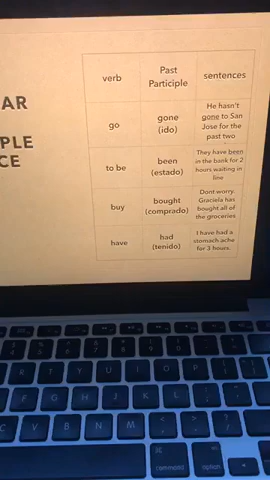 AR
PLE
CE
verb
Past
Participle
sentences
go
gone
(ido)
He hasn't
gone to San
Jose for the
past two
to be
been
(estado)
They have been
in the bank for 2
hours waiting in
line
buy
bought
(comprado)
Dont worry.
Graciela has
bought all of
the groceries
have
had
(tenido)
I have had a
stomach ache
for 3 hours.
R
T
Y
U
I
O
P
F
G
H
J
K
L
V
B
N
M
command
option